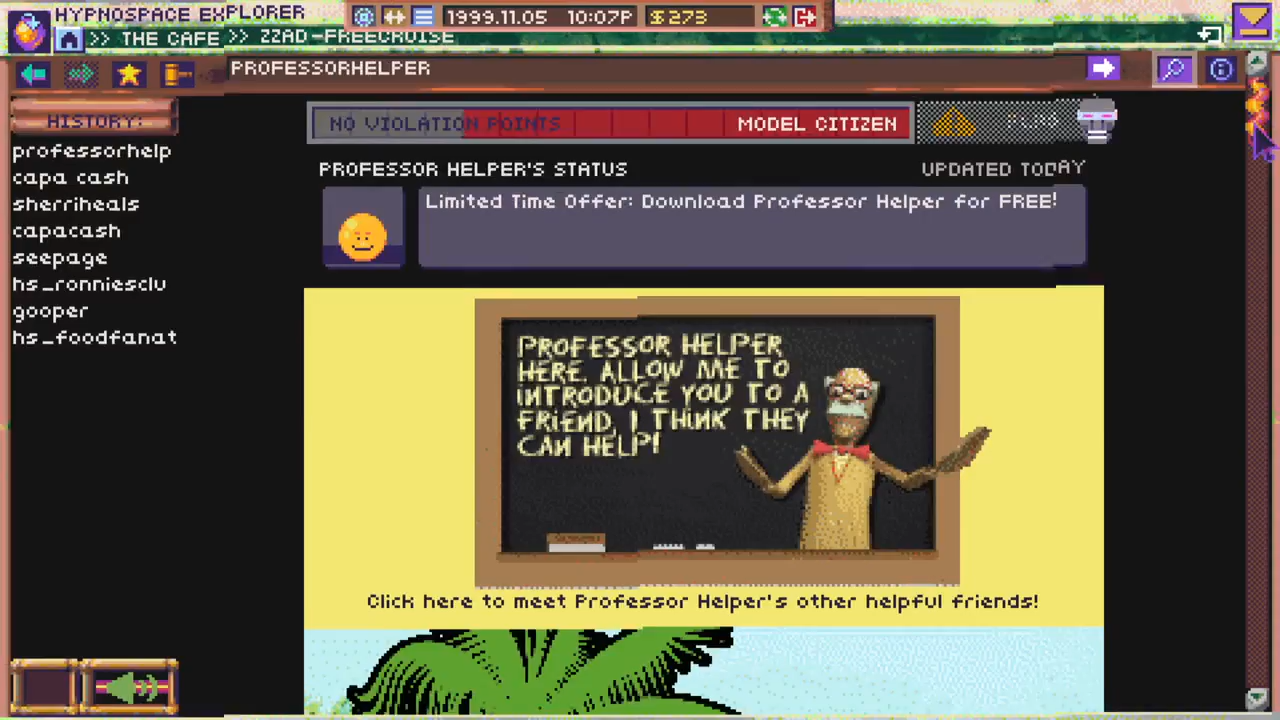 HYPNOSPACE EXPLORER
1999.11.05 10:07P
273
>> THE CAFE >> ZZAD-FREECRUISE
PROFESSORHELPER
HISTORY:
professorhelp
capa cash
sherriheals
capacash
seepage
hs_ronniesclu
gooper
hs_foodfanat
NO VIOLATION POINTS
MODEL CITIZEN
PROFESSOR HELPER'S STATUS
UPDATED TODAY
Limited Time Offer: Download Professor Helper for FREE!
PROFESSOR HELPER
HERE. ALLOW ME TO
INTRODUCE YOU TO A
FRIEND, I THINK THEY
CAN HELP!
Click here to meet Professor Helper's other helpful friends!